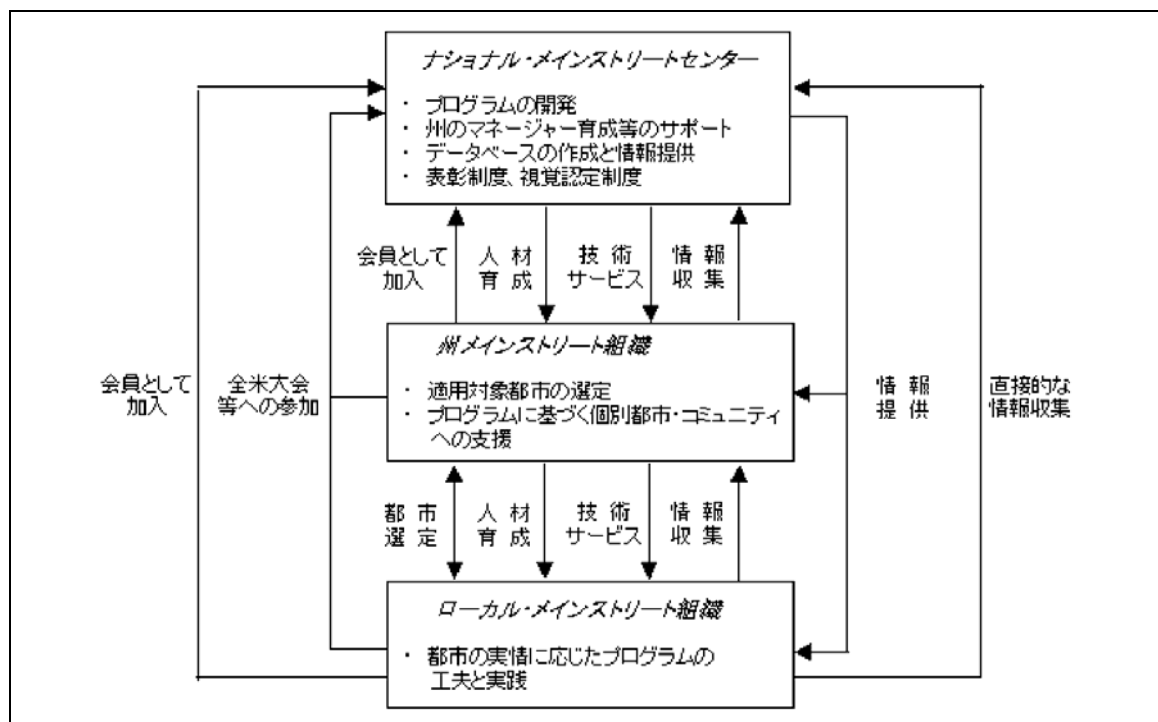 ナショナル・メインストリートセンター
・ プログラムの開発
・ 州のマネージャー育成等のサポート
・ データベースの作成と情報提供
・ 表彰制度、視覚認定制度
会員として
加入
人材
育成
技術
サービス
情報
収集
州メインストリート組織
・ 適用対象都市の選定
・ プログラムに基づく個別都市・コミュニティ
への支援
会員として
加入
全米大会
等への参加
情報
提供
直接的な
情報収集
都市
選定
人材
育成
技術
サービス
情報
収集
ローカル・メインストリート組織
・ 都市の実情に応じたプログラムの
工夫と実践